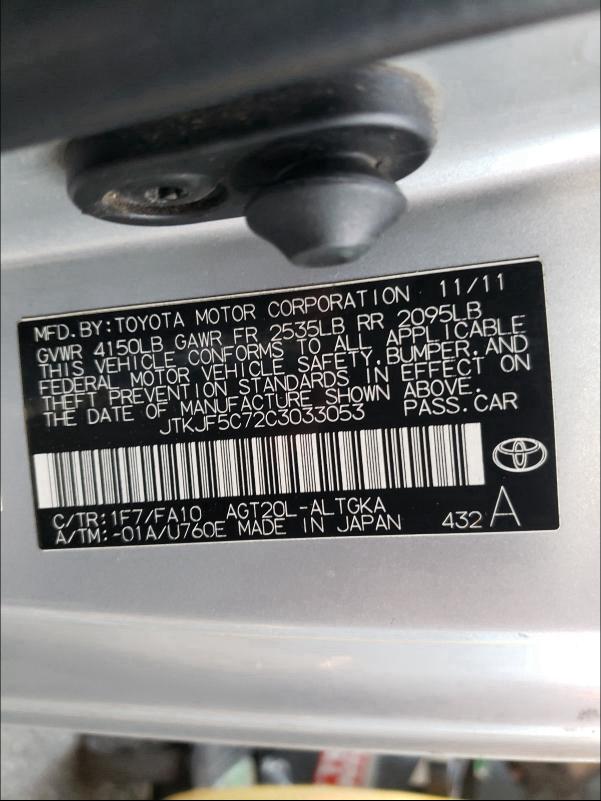 MFD.BY:TOYOTA MOTOR CORPORATION 11/11
GVWR 4150LB GAWR FR 2535LB RR 2095LB
THIS VEHICLE CONFORMS TO ALL APPLICABLE
FEDERAL MOTOR VEHICLE SAFETY,BUMPER,AND
THEFT PREVENTION STANDARDS IN EFFECT ON
THE DATE OF MANUFACTURE SHOWN ABOVE.
JTKJF5C72C3033053 PASS.CAR
C/TR:1F7/FA10 AGT20L-ALTGKA
A/TM:-01A/U760E MADE IN JAPAN 432 A